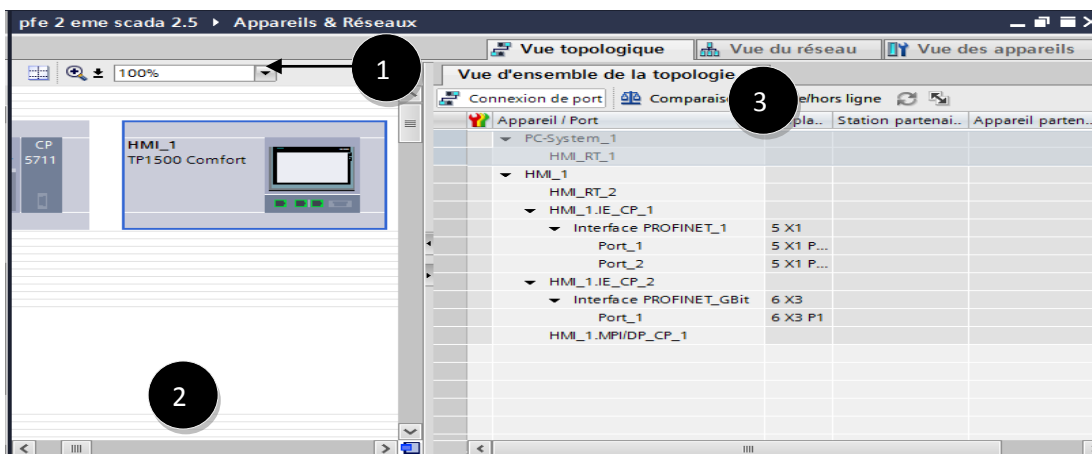 pfe 2 eme scada 2.5 ▸ Appareils & Réseaux
Vue topologique Vue du réseau Vue des appareils
100%
1
Vue d'ensemble de la topologie
Connexion de port Comparais 3 e/hors ligne
Appareil / Port pla.. Station partenai.. Appareil parten..
CP
5711
HMI_1
TP1500 Comfort
PC-System_1
HMI_RT_1
HMI_1
HMI_RT_2
HMI_1.IE_CP_1
Interface PROFINET_1 5 X1
Port_1 5 X1 P...
Port_2 5 X1 P...
HMI_1.IE_CP_2
Interface PROFINET_GBit 6 X3
Port_1 6 X3 P1
HMI_1.MPI/DP_CP_1
2